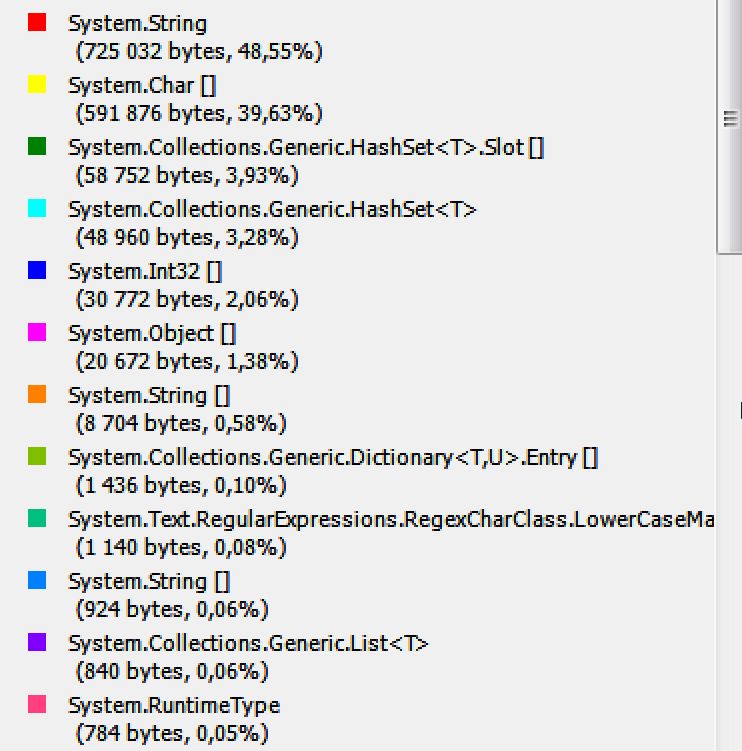 System.String
(725 032 bytes, 48,55%)
System.Char []
(591 876 bytes, 39,63%)
System.Collections.Generic.HashSet<T>.Slot []
(58 752 bytes, 3,93%)
System.Collections.Generic.HashSet<T>
(48 960 bytes, 3,28%)
System.Int32 []
(30 772 bytes, 2,06%)
System.Object []
(20 672 bytes, 1,38%)
System.String []
(8 704 bytes, 0,58%)
System.Collections.Generic.Dictionary<T,U>.Entry []
(1 436 bytes, 0,10%)
System.Text.RegularExpressions.RegexCharClass.LowerCaseMa
(1 140 bytes, 0,08%)
System.String []
(924 bytes, 0,06%)
System.Collections.Generic.List<T>
(840 bytes, 0,06%)
System.RuntimeType
(784 bytes, 0,05%)